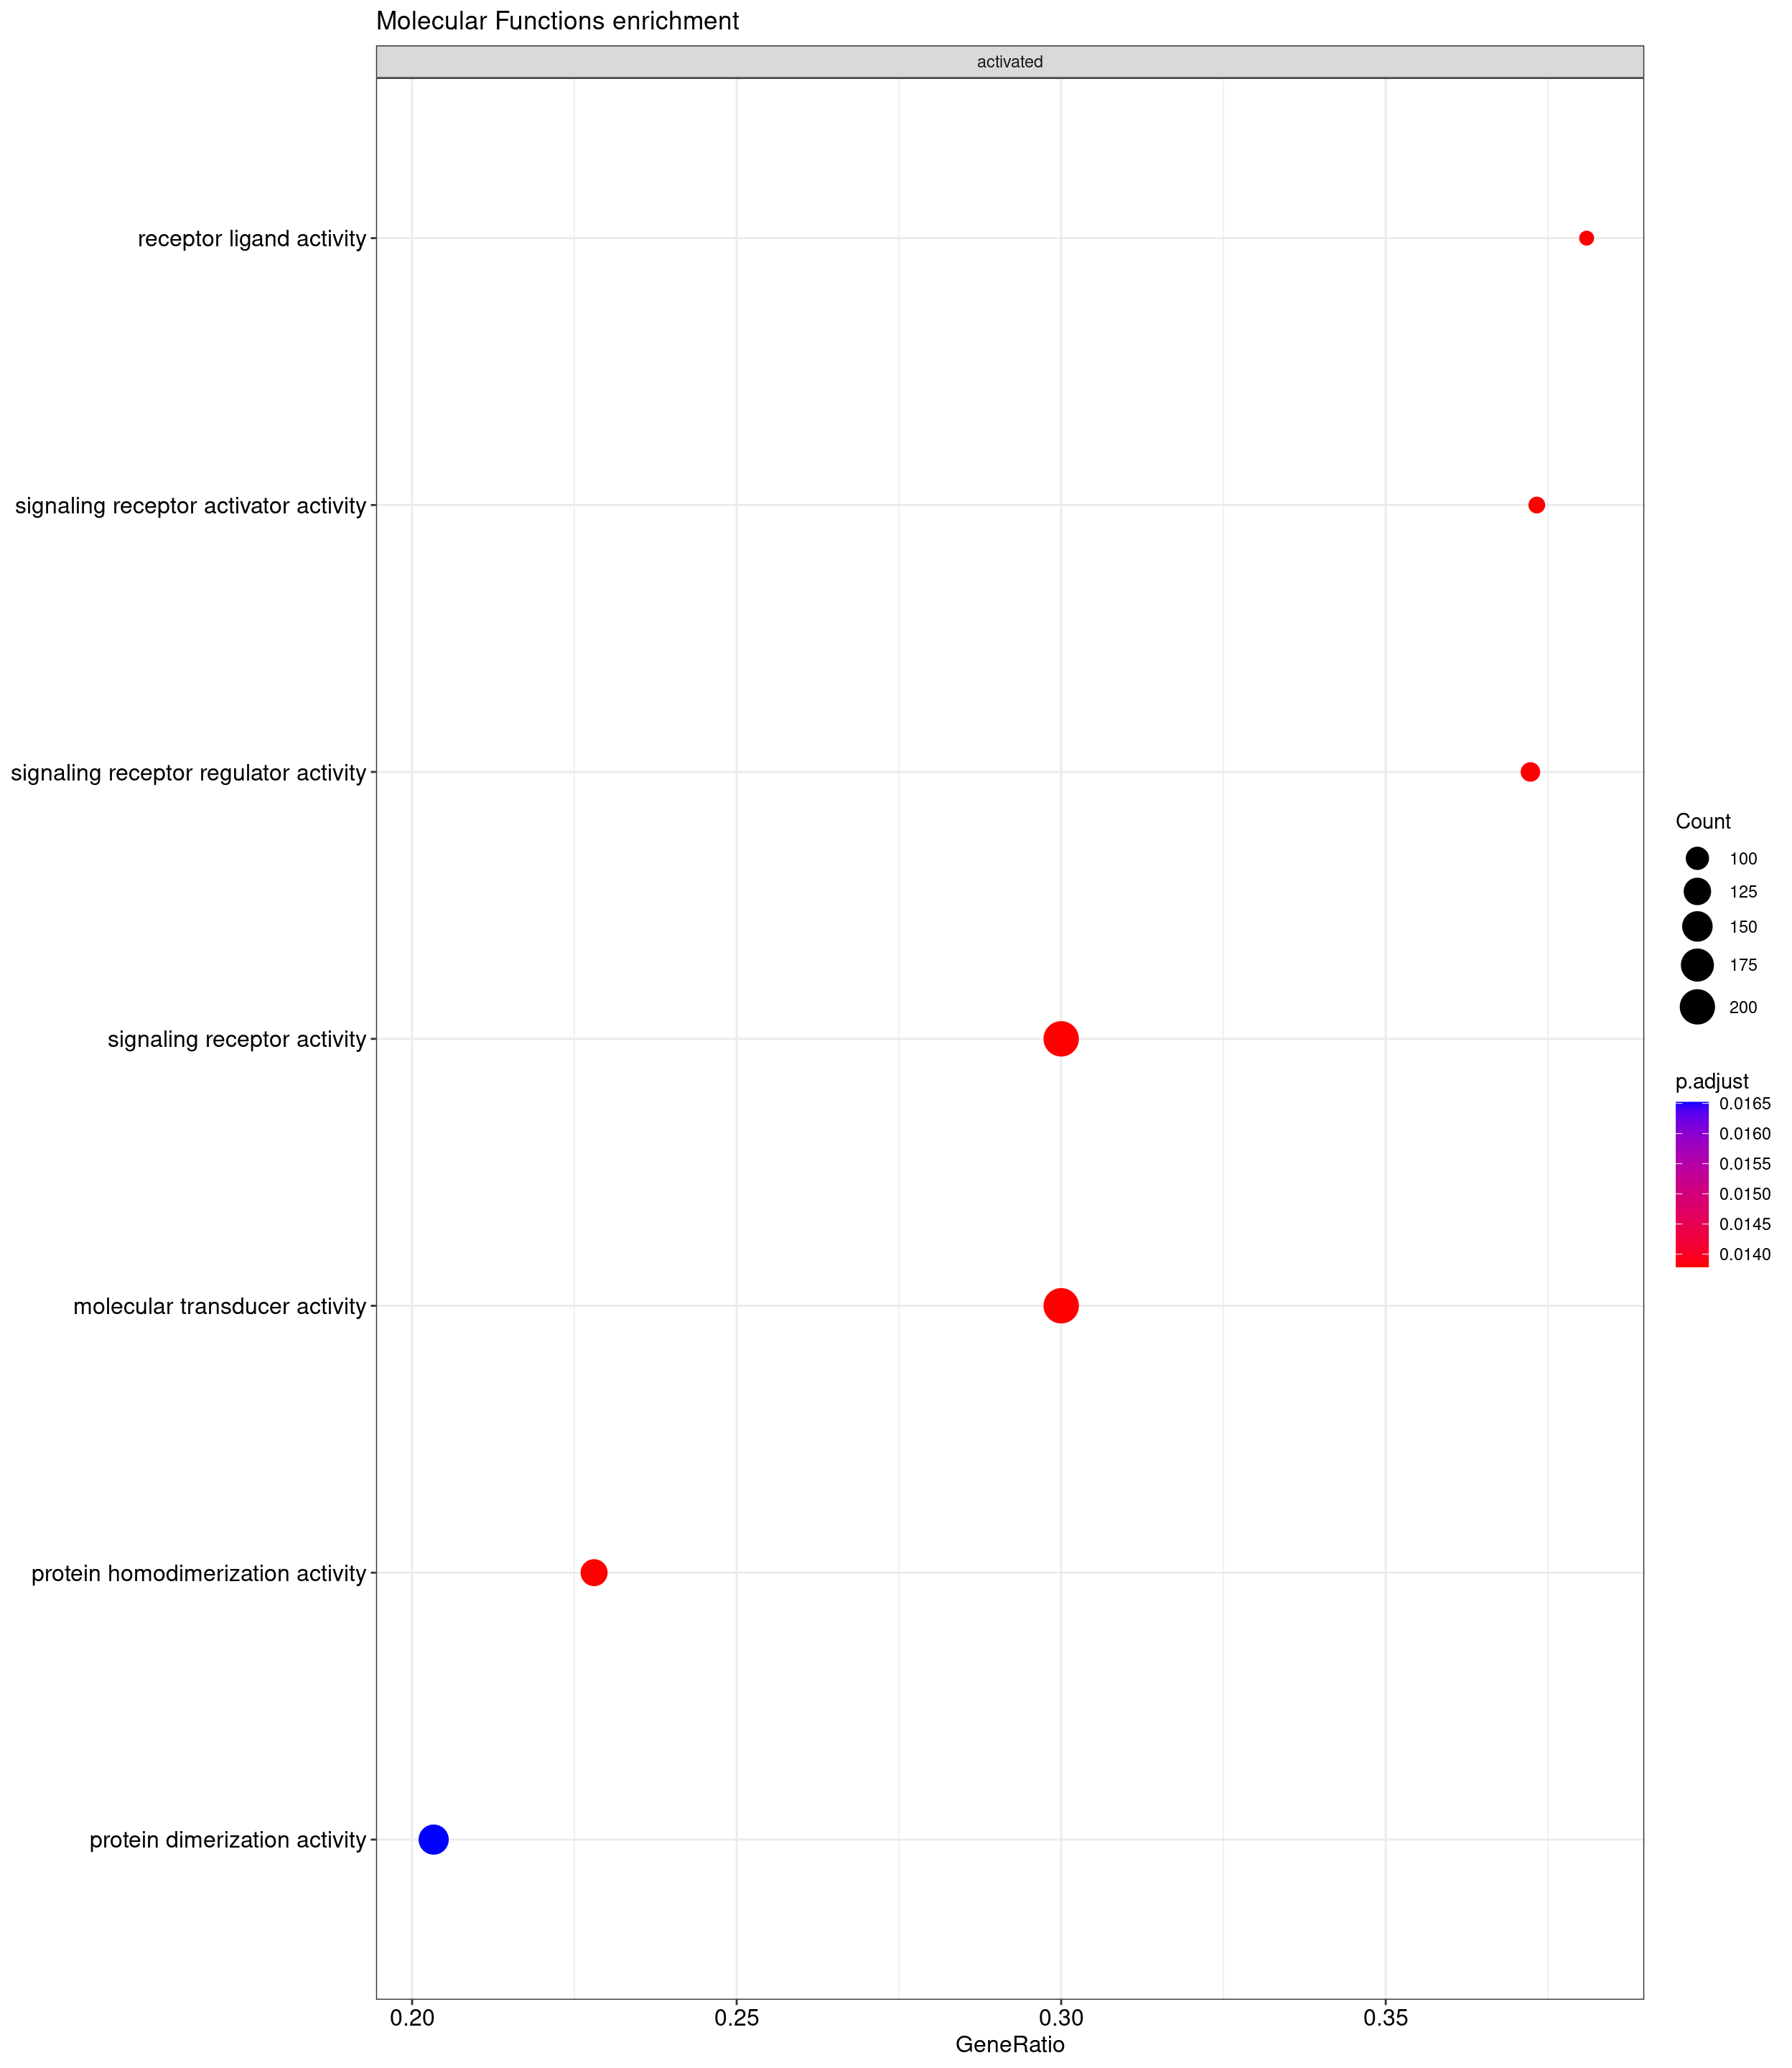 Molecular Functions enrichment
activated
receptor ligand activity
signaling receptor activator activity
signaling receptor regulator activity
signaling receptor activity
molecular transducer activity
protein homodimerization activity
protein dimerization activity
0.20
0.25
0.30
0.35
GeneRatio
Count
100
125
150
175
200
p.adjust
0.0165
0.0160
0.0155
0.0150
0.0145
0.0140